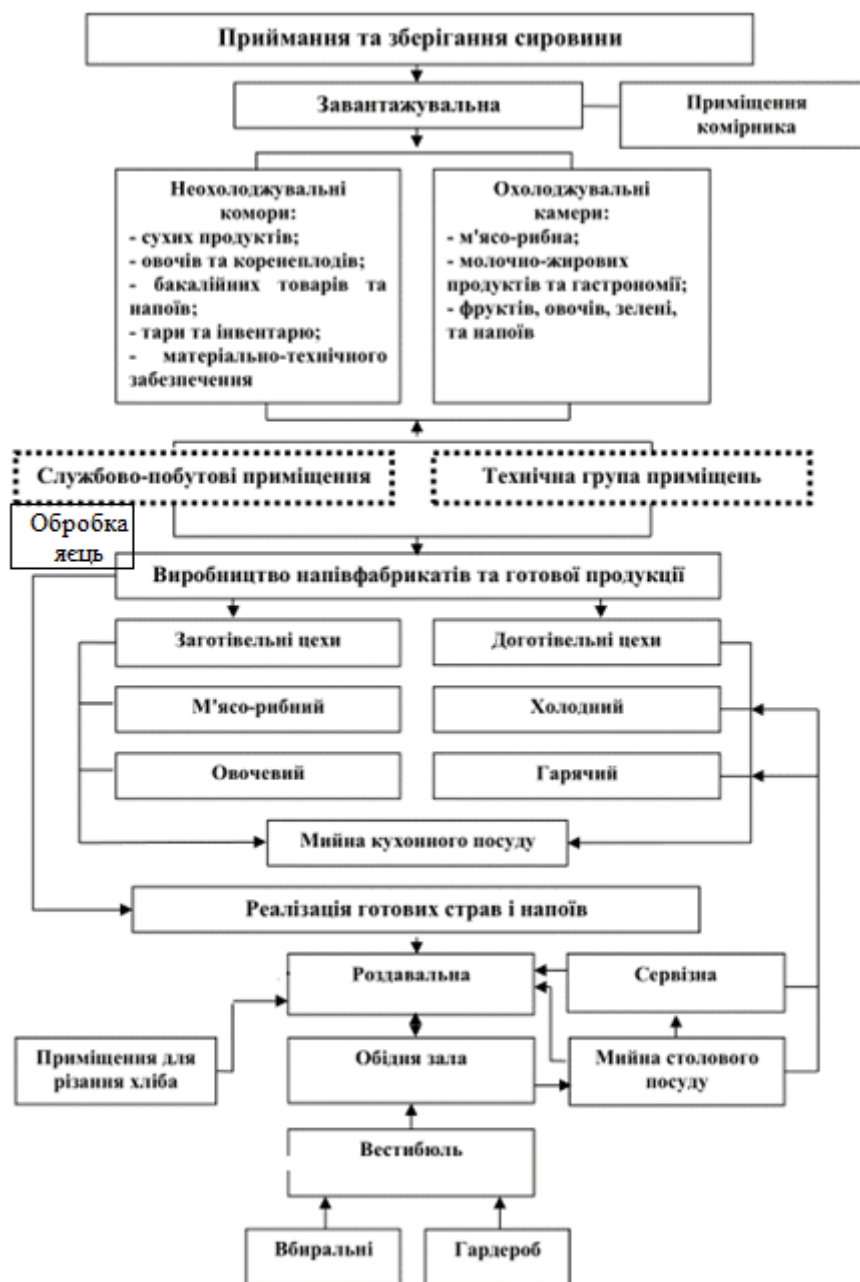 Приймання та зберігання сировини
Завантажувальна
Приміщення
комірника
Неохолоджувальні
комори:
- сухих продуктів;
- овочів та коренеплодів;
- бакалійних товарів та
напоїв;
- тари та інвентарю;
- матеріально-технічного
забезпечення
Охолоджувальні
камери:
- м'ясо-рибна;
- молочно-жирових
продуктів та гастрономії;
- фруктів, овочів, зелені,
та напоїв
Службово-побутові приміщення
Технічна група приміщень
Обробка
яєць
Виробництво напівфабрикатів та готової продукції
Заготівельні цехи
Доготівельні цехи
М'ясо-рибний
Холодний
Овочевий
Гарячий
Мийна кухонного посуду
Реалізація готових страв і напоїв
Роздавальна
Сервізна
Приміщення для
різання хліба
Обідня зала
Мийна столового
посуду
Вестибюль
Вбиральні
Гардероб